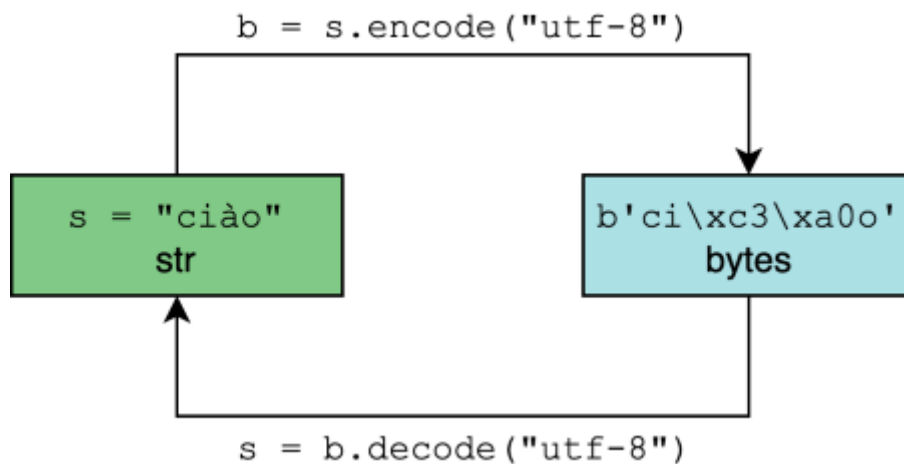 b = s.encode("utf-8")
s = "ciào"
str
b'ci\xc3\xa0o'
bytes
s = b.decode("utf-8")